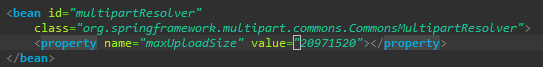 <bean id="multipartResolver"
class="org.springframework.multipart.commons.CommonsMultipartResolver">
<property name="maxUploadSize" value="20971520"></property>
</bean>